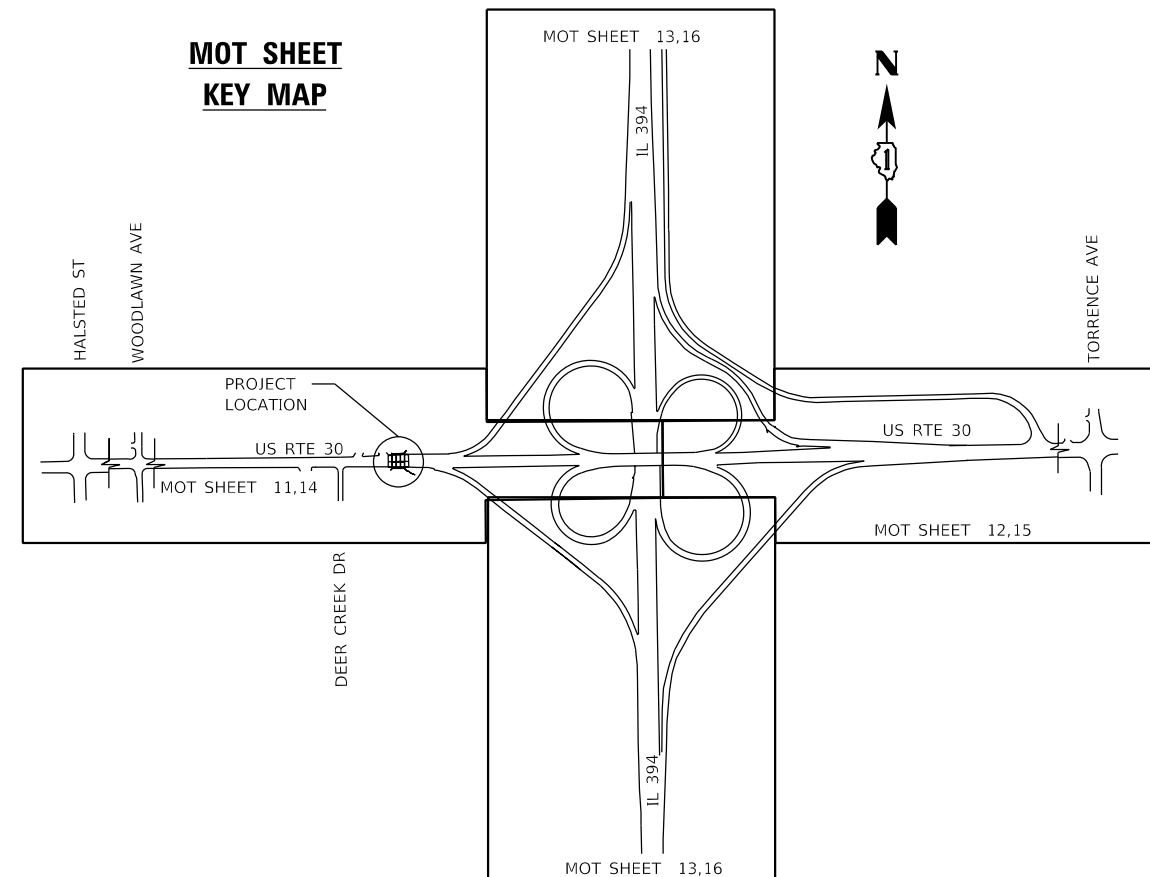 MOT SHEET
KEY MAP
MOT SHEET 13,16
N
1
IL 394
HALSTED ST
WOODLAWN AVE
TORRENCE AVE
PROJECT
LOCATION
US RTE 30
US RTE 30
MOT SHEET 11,14
MOT SHEET 12,15
DEER CREEK DR
IL 394
MOT SHEET 13,16